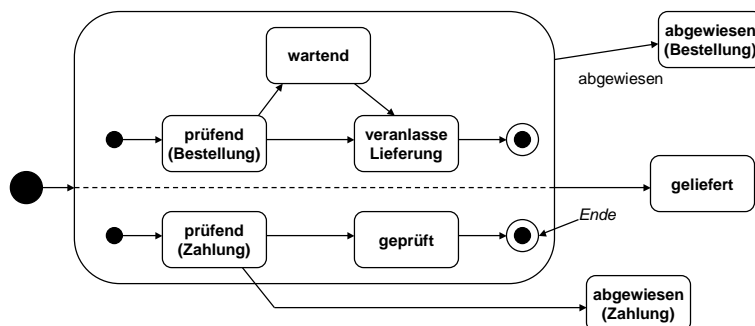 abgewiesen
(Bestellung)
wartend
abgewiesen
prüfend
(Bestellung)
veranlasse
Lieferung
geliefert
Ende
prüfend
(Zahlung)
geprüft
abgewiesen
(Zahlung)